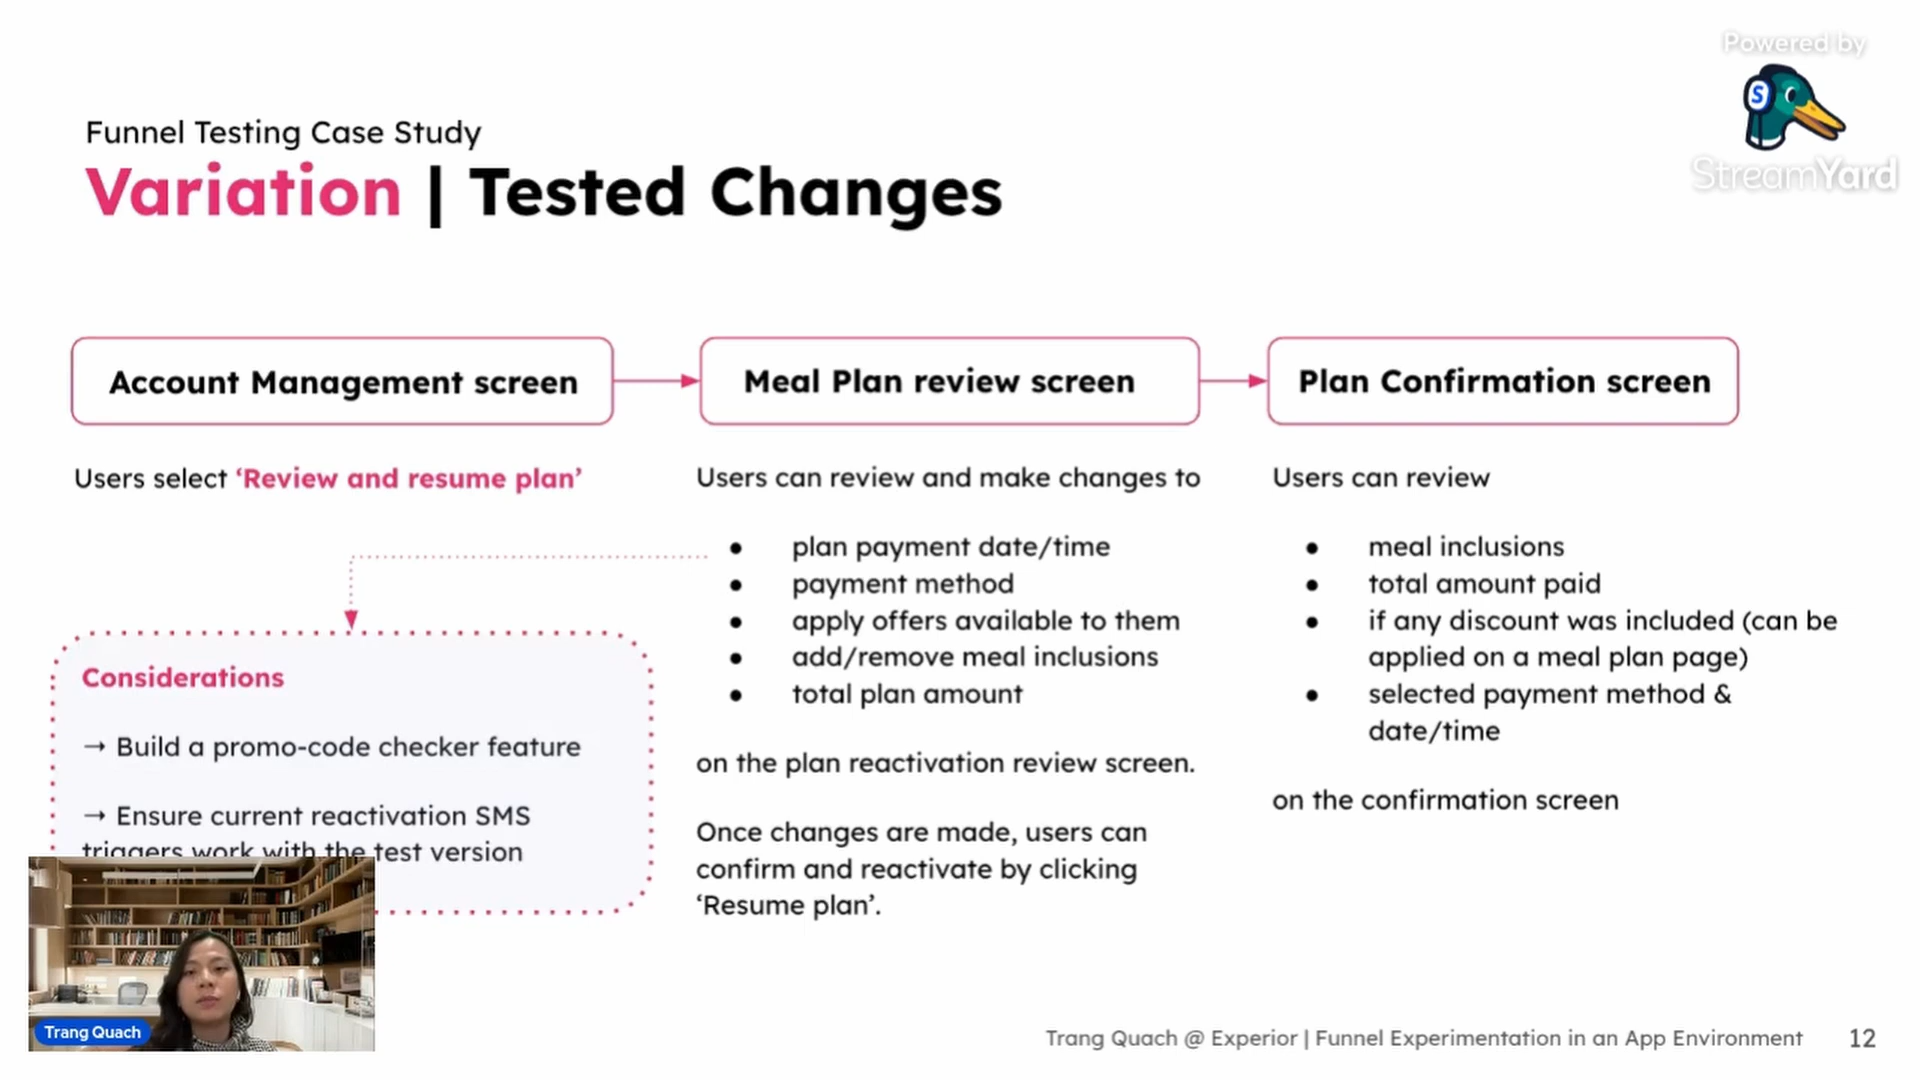 Powered by
StreamYard
Funnel Testing Case Study
Variation | Tested Changes
Account Management screen
Users select ‘Review and resume plan’
Considerations
→ Build a promo-code checker feature
→ Ensure current reactivation SMS
triggers work with the test version
Meal Plan review screen
Users can review and make changes to
● plan payment date/time
● payment method
● apply offers available to them
● add/remove meal inclusions
● total plan amount
on the plan reactivation review screen.
Once changes are made, users can
confirm and reactivate by clicking
‘Resume plan’.
Plan Confirmation screen
Users can review
● meal inclusions
● total amount paid
● if any discount was included (can be
applied on a meal plan page)
● selected payment method &
date/time
on the confirmation screen
Trang Quach
Trang Quach @ Experior | Funnel Experimentation in an App Environment
12